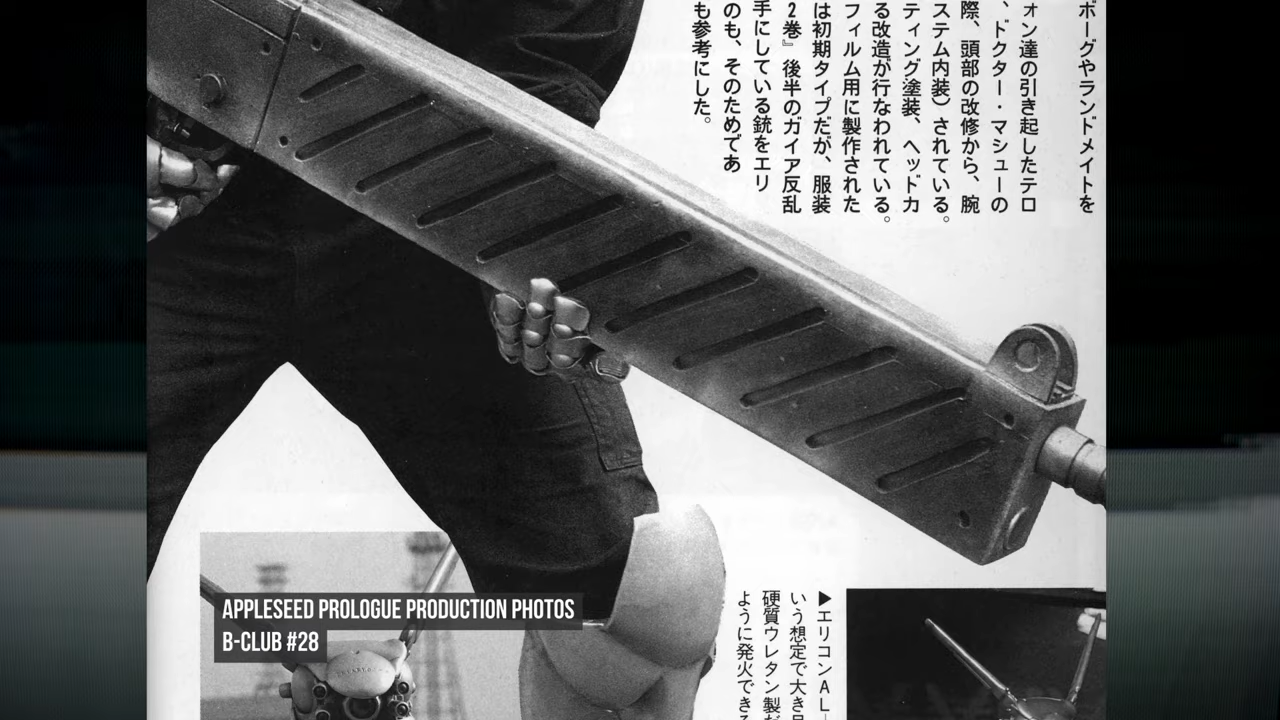 ボーグやランドメイトを
ォン達の引き起したテロ
、ドクター・マシューの
際、頭部の改修から、腕
ステム内装）されている。
ティング塗装、ヘッドカ
る改造が行なわれている。
フィルム用に製作された
は初期タイプだが、服装
2巻』後半のガイア反乱
手にしている銃をエリ
のも、そのためであ
も参考にした。
▶エリコンAL
いう想定で大き
硬質ウレタン製だ
ように発火でき
APPLESEED PROLOGUE PRODUCTION PHOTOS
B-CLUB #28